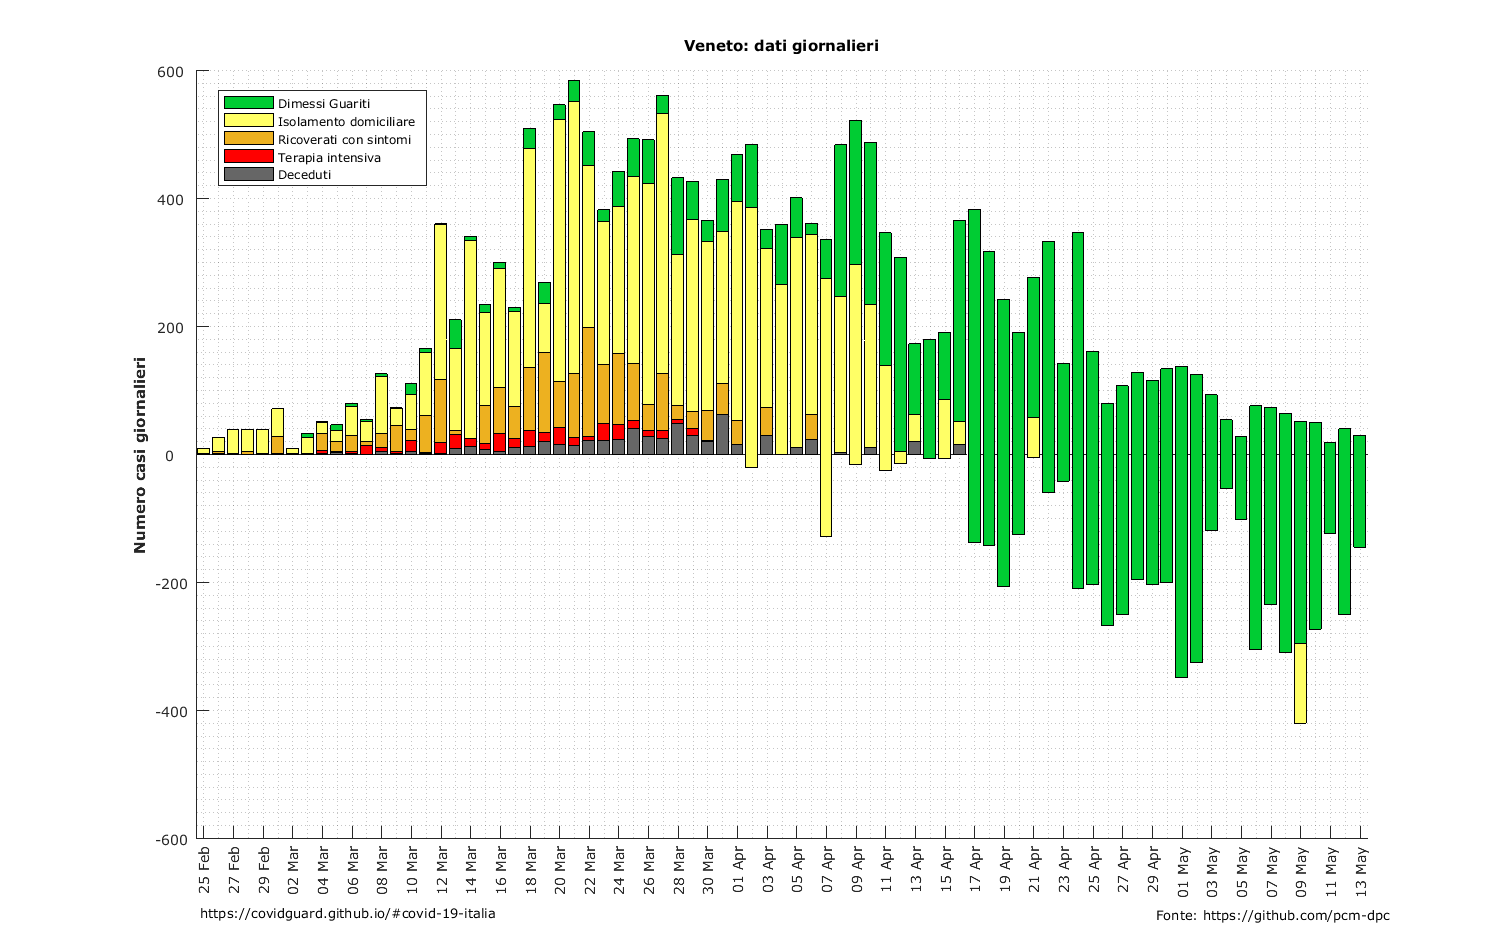 Veneto: dati giornalieri
600
400
200
0
-200
-400
-600
Numero casi giornalieri
Dimessi Guariti
Isolamento domiciliare
Ricoverati con sintomi
Terapia intensiva
Deceduti
25 Feb
27 Feb
29 Feb
02 Mar
04 Mar
06 Mar
08 Mar
10 Mar
12 Mar
14 Mar
16 Mar
18 Mar
20 Mar
22 Mar
24 Mar
26 Mar
28 Mar
30 Mar
01 Apr
03 Apr
05 Apr
07 Apr
09 Apr
11 Apr
13 Apr
15 Apr
17 Apr
19 Apr
21 Apr
23 Apr
25 Apr
27 Apr
29 Apr
01 May
03 May
05 May
07 May
09 May
11 May
13 May
https://covidguard.github.io/#covid-19-italia
Fonte: https://github.com/pcm-dpc